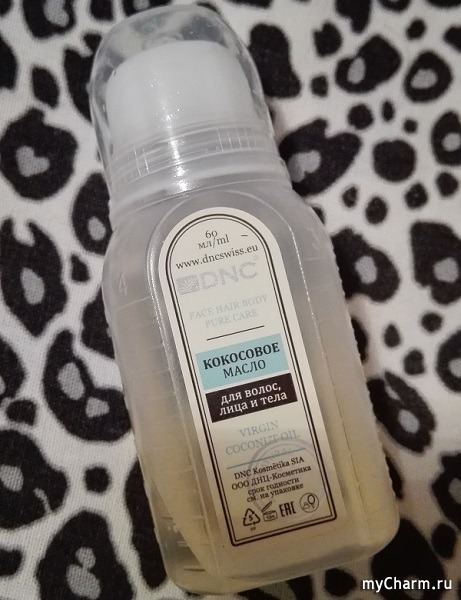 60
мл/ml
www.dncswiss.eu
DNC®
FACE HAIR BODY
PURE CARE
КОКОСОВОЕ
МАСЛО
для волос,
лица и тела
VIRGIN
COCONUT OIL
DNC Kosmētika SIA
ООО ДНЦ-Косметика
срок годности
см. на упаковке
EAC
myCharm.ru